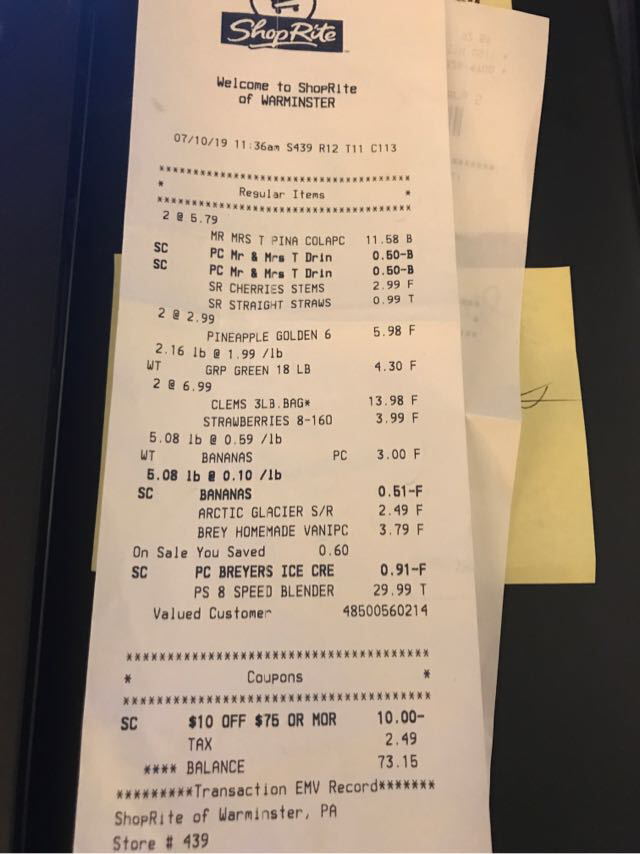 ShopRite
Welcome to ShopRite
of WARMINSTER
07/10/19 11:36am S439 R12 T11 C113
***************************************
* Regular Items *
***************************************
2 @ 5.79
MR MRS T PINA COLAPC 11.58 B
SC PC Mr & Mrs T Drin 0.50-B
SC PC Mr & Mrs T Drin 0.50-B
SR CHERRIES STEMS 2.99 F
SR STRAIGHT STRAWS 0.99 T
2 @ 2.99
PINEAPPLE GOLDEN 6 5.98 F
2.16 lb @ 1.99 /lb
WT GRP GREEN 18 LB 4.30 F
2 @ 6.99
CLEMS 3LB.BAG* 13.98 F
STRAWBERRIES 8-160 3.99 F
5.08 lb @ 0.59 /lb
WT BANANAS PC 3.00 F
5.08 lb @ 0.10 /lb
SC BANANAS 0.51-F
ARCTIC GLACIER S/R 2.49 F
BREY HOMEMADE VANIPC 3.79 F
On Sale You Saved 0.60
SC PC BREYERS ICE CRE 0.91-F
PS 8 SPEED BLENDER 29.99 T
Valued Customer 48500560214
***************************************
* Coupons *
***************************************
SC $10 OFF $75 OR MOR 10.00-
TAX 2.49
**** BALANCE 73.15
*********Transaction EMV Record*******
ShopRite of Warminster, PA
Store # 439